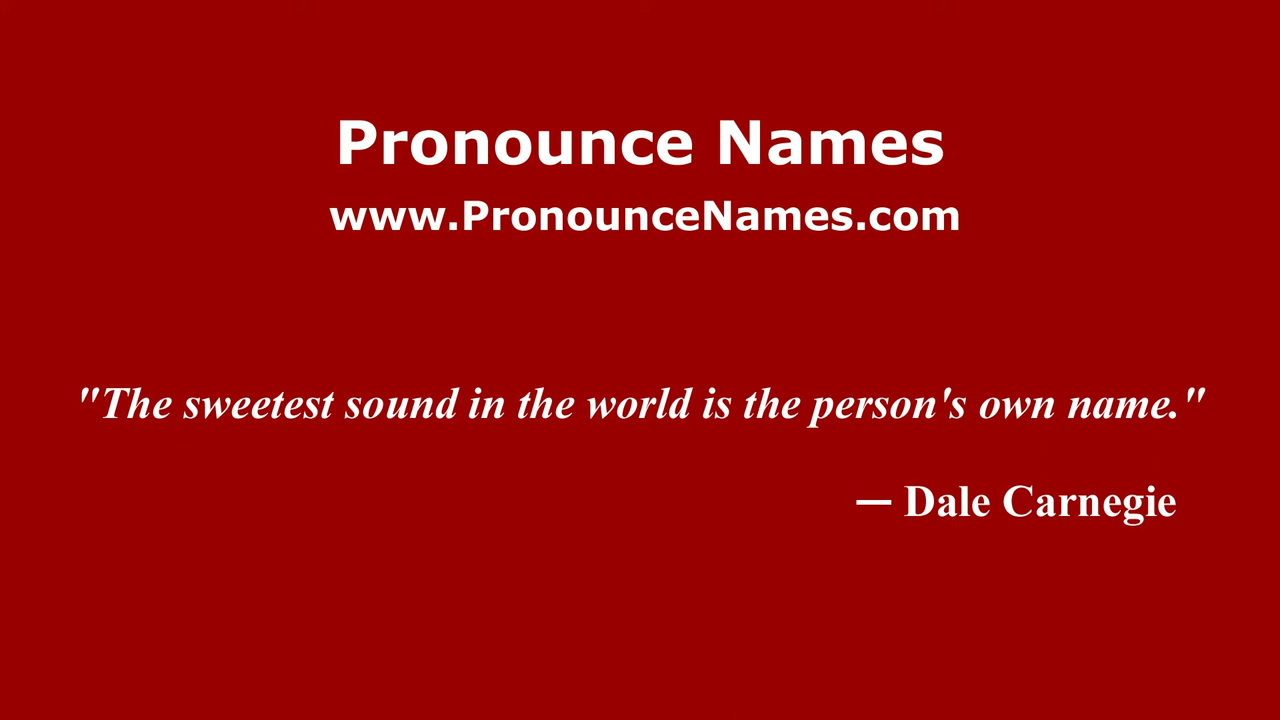 Pronounce Names
www.PronounceNames.com
"The sweetest sound in the world is the person's own name."
— Dale Carnegie